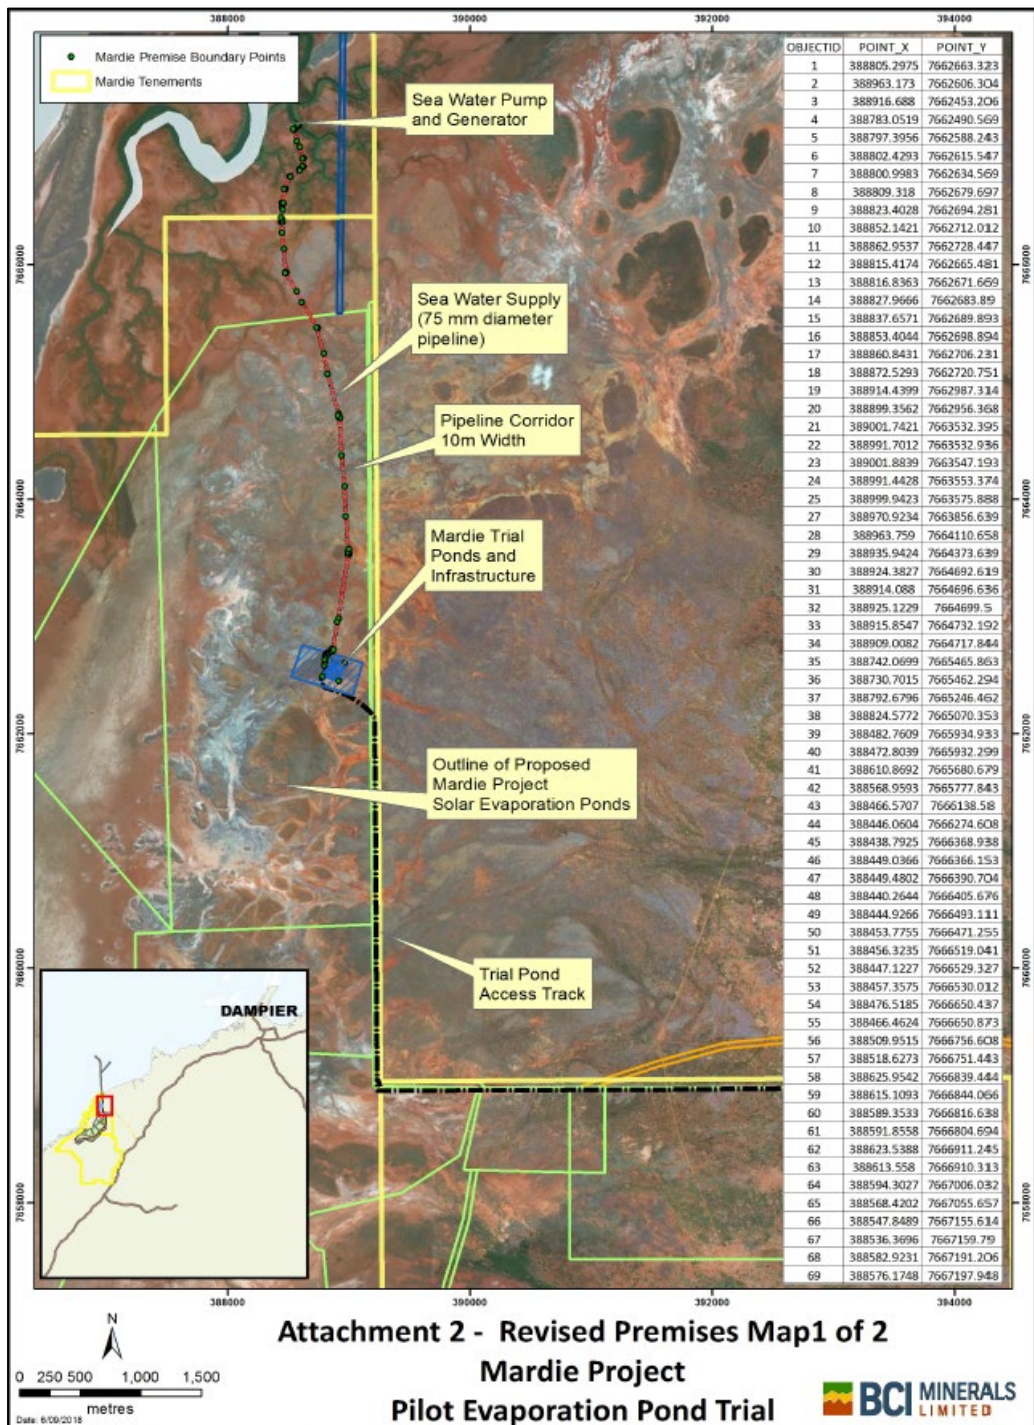 388000
390000
392000
394000
Mardie Premise Boundary Points
Mardie Tenements
Sea Water Pump
and Generator
Sea Water Supply
(75 mm diameter
pipeline)
Pipeline Corridor
10m Width
Mardie Trial
Ponds and
Infrastructure
Outline of Proposed
Mardie Project
Solar Evaporation Ponds
Trial Pond
Access Track
7666000
7664000
7662000
7660000
7658000
DAMPIER
OBJECTID POINT_X POINT_Y
1 388805.2975 7662663.323
2 388963.173 7662606.304
3 388916.688 7662453.206
4 388783.0519 7662490.569
5 388797.3956 7662588.243
6 388802.4293 7662615.547
7 388800.9983 7662634.569
8 388809.318 7662679.697
9 388823.4028 7662694.281
10 388852.1421 7662712.012
11 388862.9537 7662728.447
12 388815.4174 7662665.481
13 388816.8363 7662671.669
14 388827.9666 7662683.89
15 388837.6571 7662689.893
16 388853.4044 7662698.894
17 388860.8431 7662706.231
18 388872.5293 7662720.751
19 388914.4399 7662987.314
20 388899.3562 7662956.368
21 389001.7421 7663532.395
22 388991.7012 7663532.936
23 389001.8839 7663547.193
24 388991.4428 7663553.374
25 388999.9423 7663575.888
27 388970.9234 7663856.639
28 388963.759 7664110.658
29 388935.9424 7664373.639
30 388924.3827 7664692.619
31 388914.088 7664696.636
32 388925.1229 7664699.5
33 388915.8547 7664732.192
34 388909.0082 7664717.844
35 388742.0699 7665465.863
36 388730.7015 7665462.294
37 388792.6796 7665246.462
38 388824.5772 7665070.353
39 388482.7609 7665934.933
40 388472.8039 7665932.299
41 388610.8692 7665680.679
42 388568.9593 7665777.843
43 388466.5707 7666138.58
44 388446.0604 7666274.608
45 388438.7925 7666368.938
46 388449.0366 7666366.153
47 388449.4802 7666390.704
48 388440.2644 7666405.676
49 388444.9266 7666493.111
50 388453.7755 7666471.255
51 388456.3235 7666519.041
52 388447.1227 7666529.327
53 388457.3575 7666530.012
54 388476.5185 7666650.437
55 388466.4624 7666650.873
56 388509.9515 7666756.608
57 388518.6273 7666751.443
58 388625.9542 7666839.444
59 388615.1093 7666844.066
60 388589.3533 7666816.638
61 388591.8558 7666804.694
62 388623.5388 7666911.245
63 388613.558 7666910.313
64 388594.3027 7667006.032
65 388568.4202 7667055.657
66 388547.8489 7667155.614
67 388536.3696 7667159.79
68 388582.9231 7667191.206
69 388576.1748 7667197.948
7666000
7664000
7662000
7660000
7658000
388000
390000
392000
394000
N
0 250 500 1,000 1,500
metres
Date: 6/09/2018
Attachment 2 - Revised Premises Map1 of 2
Mardie Project
Pilot Evaporation Pond Trial
BCI MINERALS
LIMITED